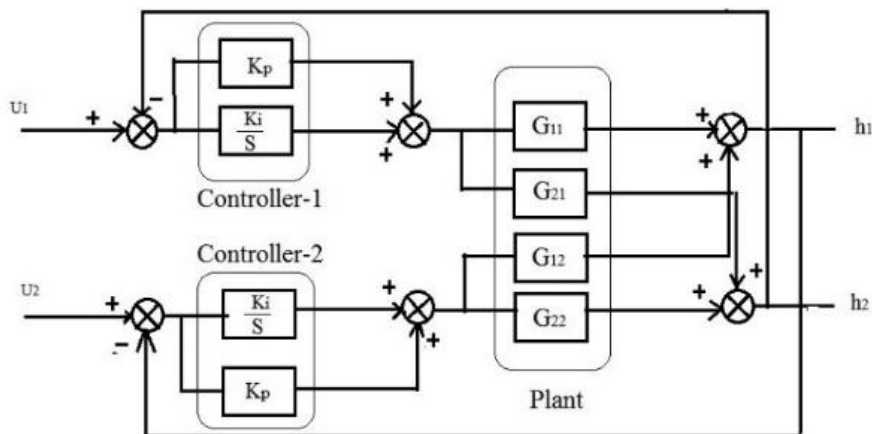 Kp
−
U1
+
+
+
Ki
S
+
G11
+
+
h1
Controller-1
G21
Controller-2
G12
+
U2
+
Ki
S
+
+
G22
+
h2
−
Kp
Plant